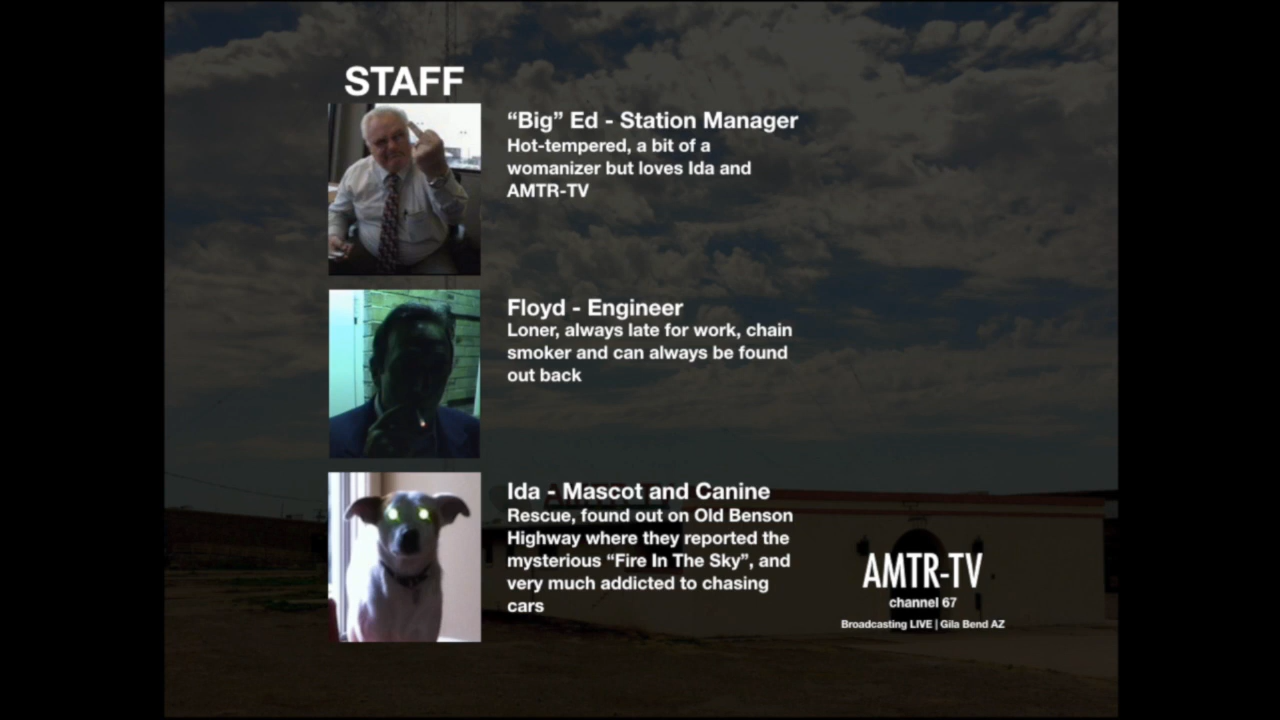 STAFF
“Big” Ed - Station Manager
Hot-tempered, a bit of a
womanizer but loves Ida and
AMTR-TV
Floyd - Engineer
Loner, always late for work, chain
smoker and can always be found
out back
Ida - Mascot and Canine
Rescue, found out on Old Benson
Highway where they reported the
mysterious “Fire In The Sky”, and
very much addicted to chasing
cars
AMTR-TV
channel 67
Broadcasting LIVE | Gila Bend AZ